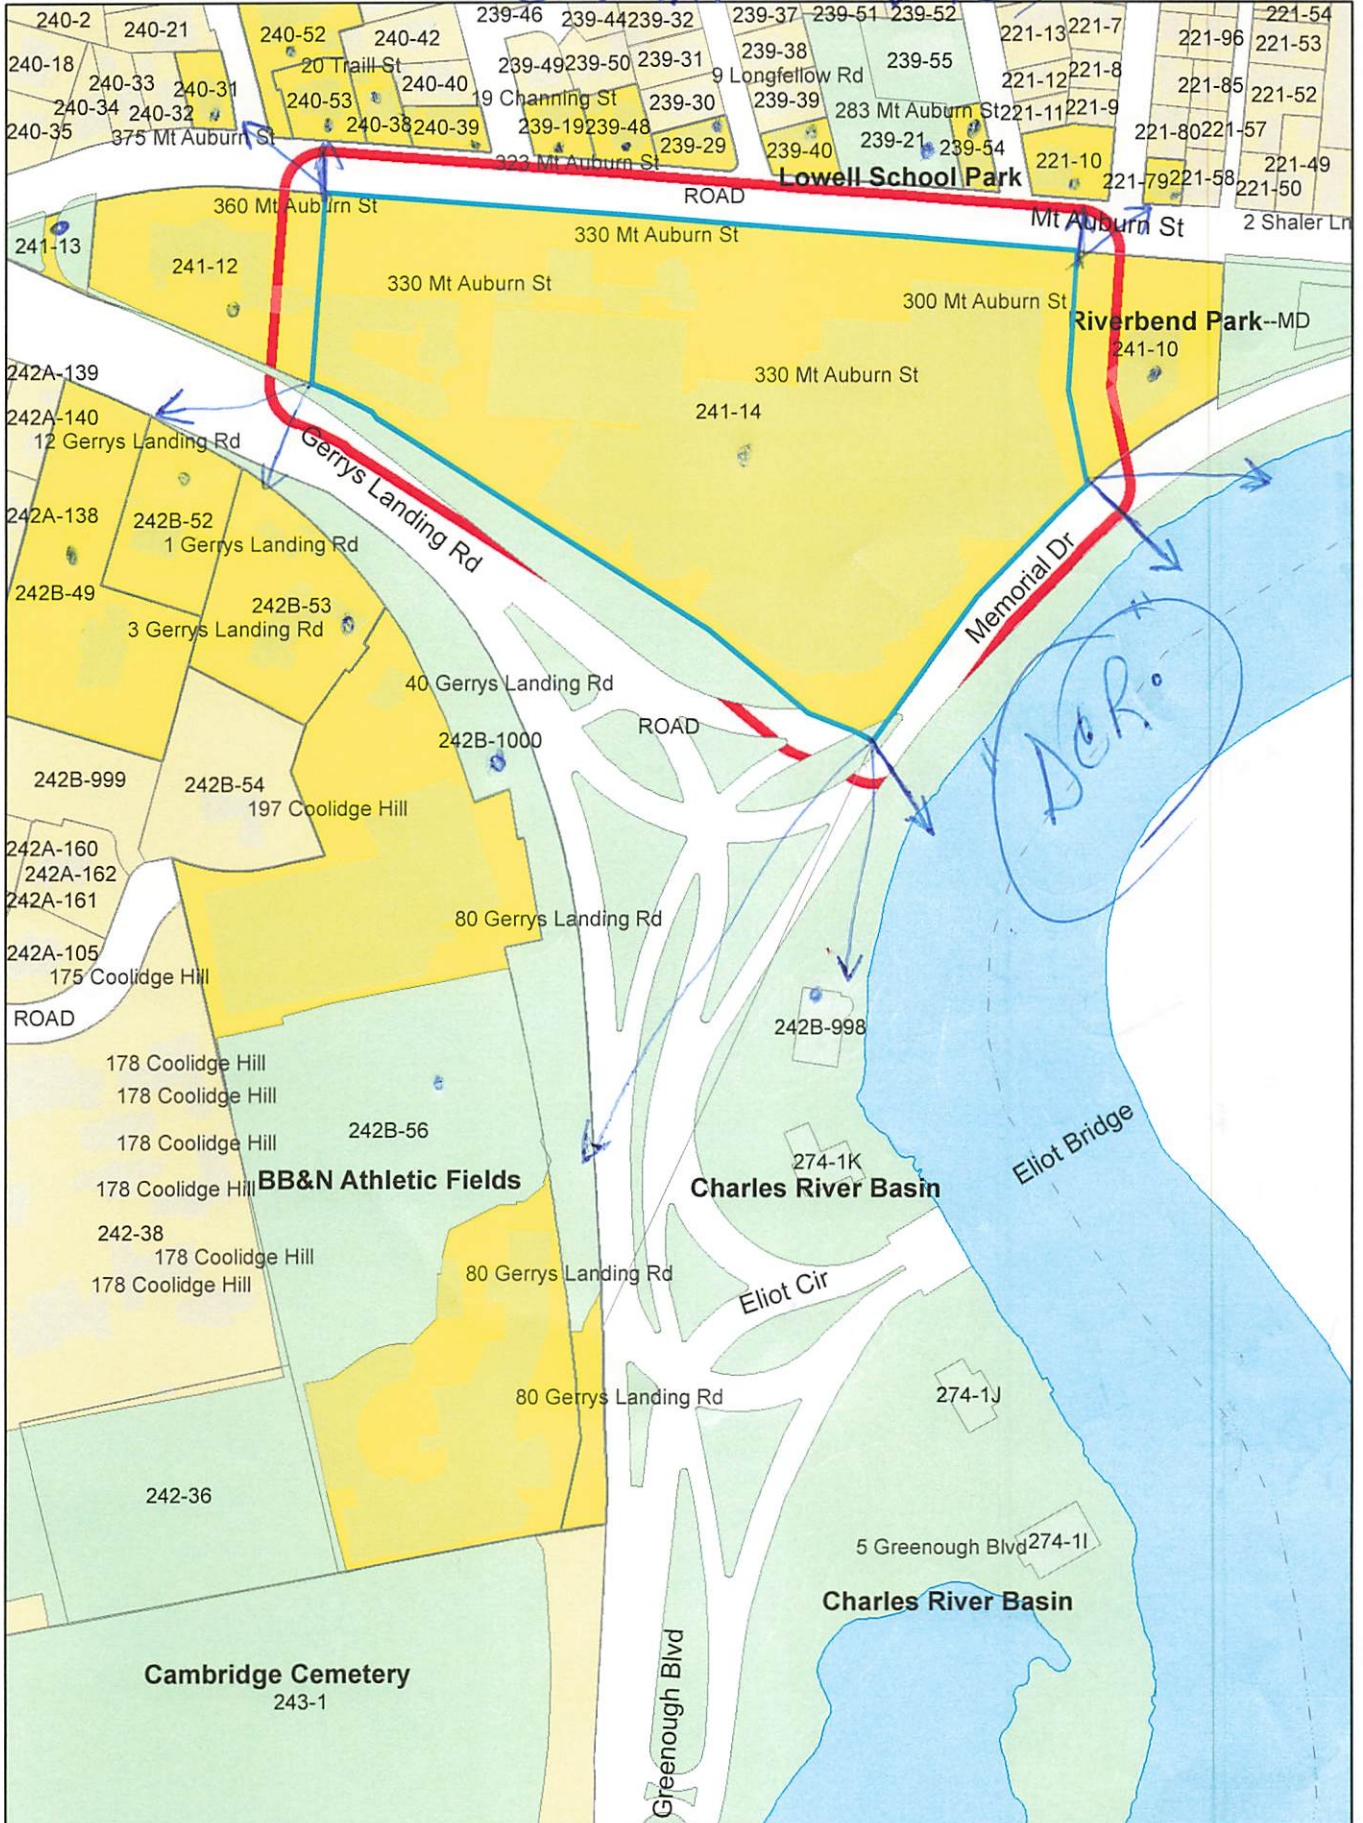 239-46 239-44 239-32 239-37 239-51 239-52 221-54
240-2 240-21 240-52 240-42 221-13 221-7 221-96 221-53
240-18 20 Traill St 239-49 239-50 239-31 239-38 239-55
240-33 240-31 240-40 9 Longfellow Rd 221-12 221-8 221-85 221-52
240-34 240-32 240-53 19 Channing St 239-30 239-39 283 Mt Auburn St 221-11 221-9
240-35 375 Mt Auburn St 240-38 240-39 239-19 239-48 239-29 239-40 239-21 239-54 221-80 221-57
323 Mt Auburn St 221-10 221-49
Lowell School Park 221-79 221-58 221-50
ROAD
360 Mt Auburn St Mt Auburn St 2 Shaler Ln
241-13 330 Mt Auburn St
241-12
330 Mt Auburn St 300 Mt Auburn St
Riverbend Park--MD
241-10
242A-139 330 Mt Auburn St
242A-140 241-14
12 Gerrys Landing Rd
Gerrys Landing Rd
242A-138 242B-52
1 Gerrys Landing Rd
242B-49 242B-53
3 Gerrys Landing Rd Memorial Dr
40 Gerrys Landing Rd
ROAD
242B-1000 DCR
242B-999 242B-54
197 Coolidge Hill
242A-160
242A-162
242A-161
80 Gerrys Landing Rd
242A-105
175 Coolidge Hill
ROAD 242B-998
178 Coolidge Hill
178 Coolidge Hill
242B-56
178 Coolidge Hill Eliot Bridge
274-1K
BB&N Athletic Fields Charles River Basin
178 Coolidge Hill
242-38
178 Coolidge Hill
80 Gerrys Landing Rd
178 Coolidge Hill Eliot Cir
80 Gerrys Landing Rd 274-1J
242-36
5 Greenough Blvd 274-1I
Charles River Basin
Cambridge Cemetery
243-1
Greenough Blvd